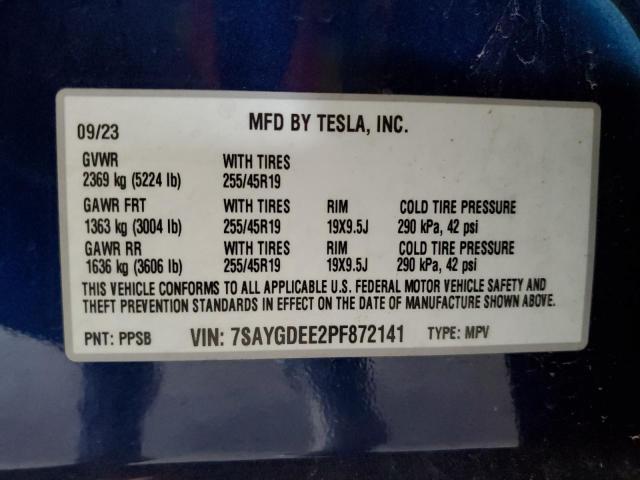 09/23 MFD BY TESLA, INC.
GVWR WITH TIRES
2369 kg (5224 lb) 255/45R19
GAWR FRT WITH TIRES RIM COLD TIRE PRESSURE
1363 kg (3004 lb) 255/45R19 19X9.5J 290 kPa, 42 psi
GAWR RR WITH TIRES RIM COLD TIRE PRESSURE
1636 kg (3606 lb) 255/45R19 19X9.5J 290 kPa, 42 psi
THIS VEHICLE CONFORMS TO ALL APPLICABLE U.S. FEDERAL MOTOR VEHICLE SAFETY AND
THEFT PREVENTION STANDARDS IN EFFECT ON THE DATE OF MANUFACTURE SHOWN ABOVE.
PNT: PPSB VIN: 7SAYGDEE2PF872141 TYPE: MPV